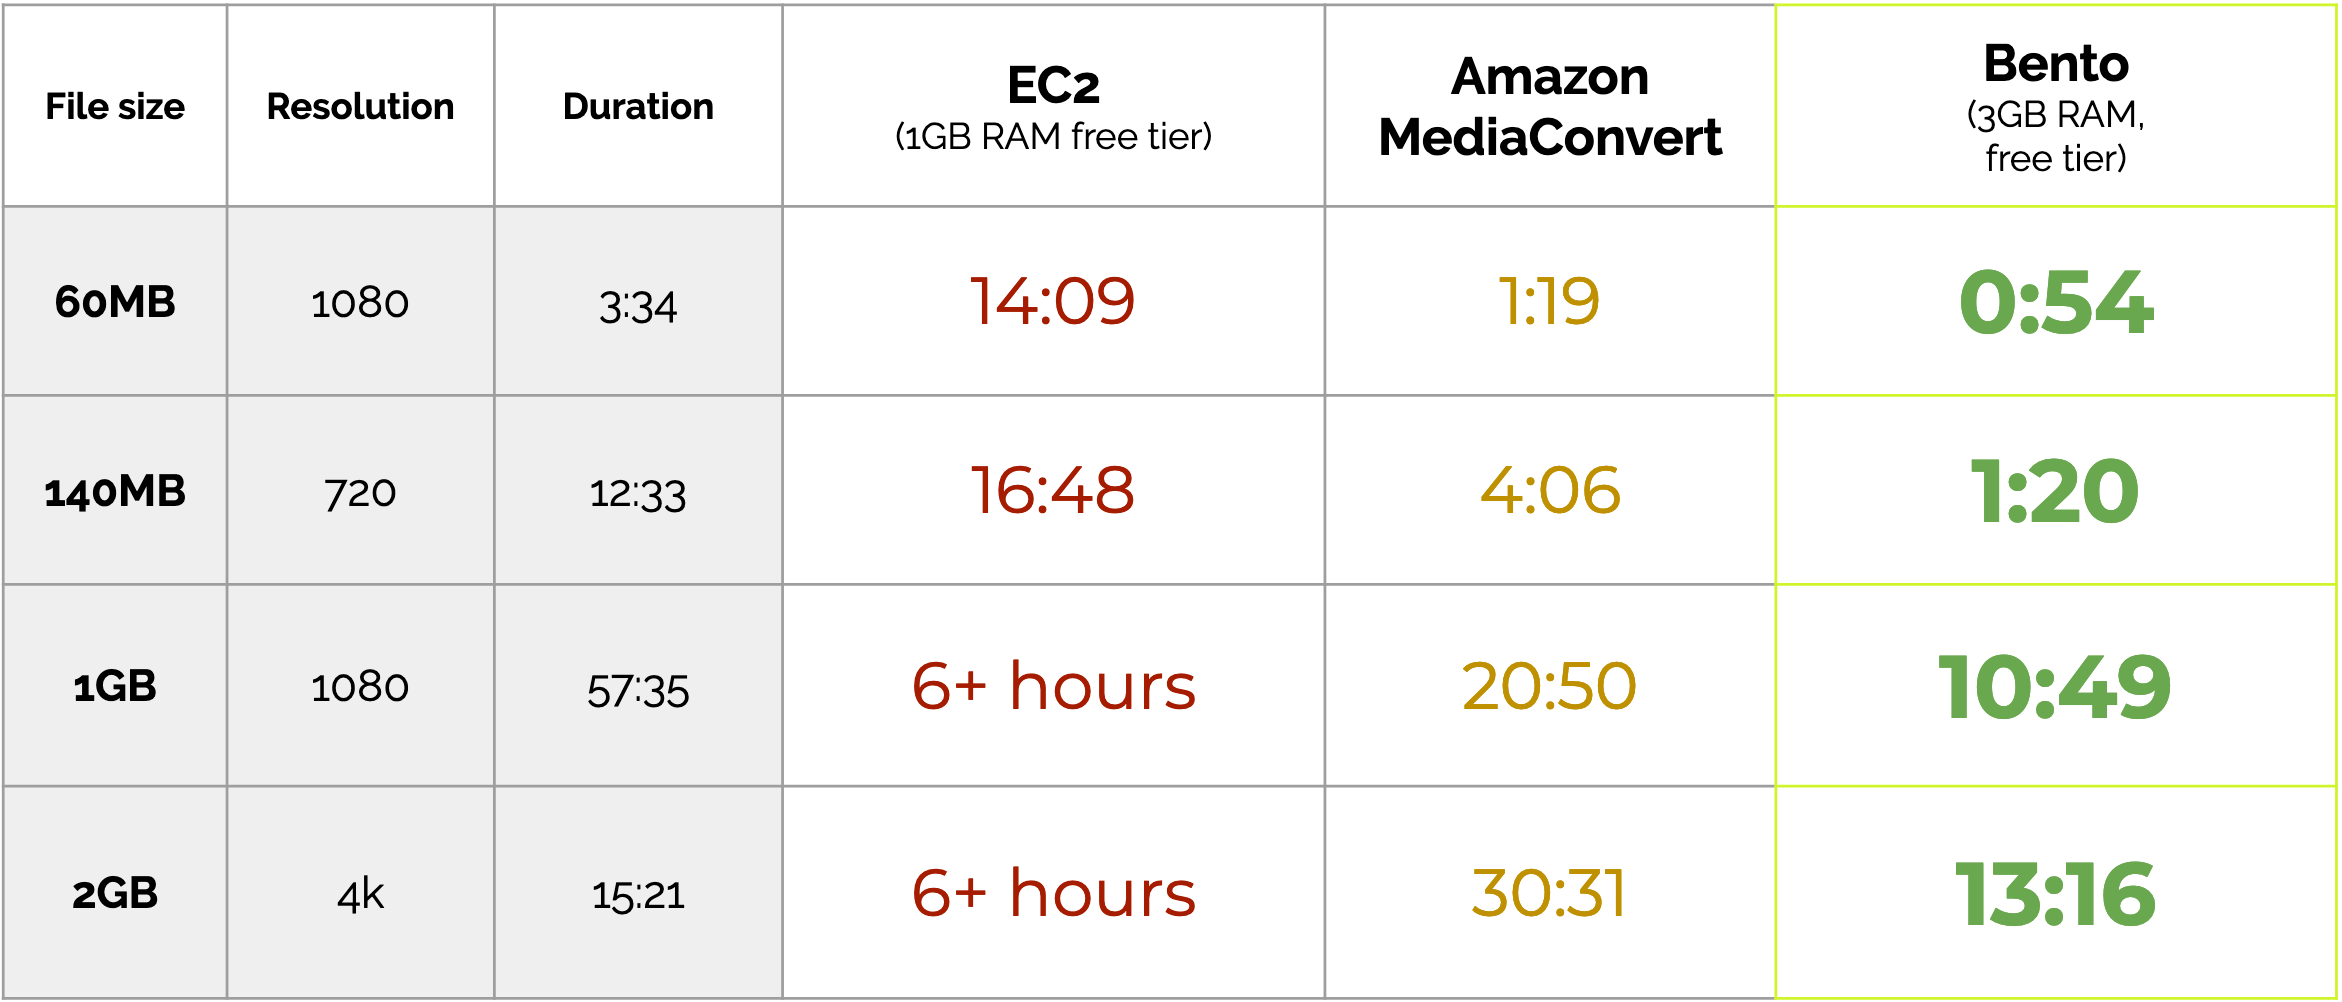 File size
Resolution
Duration
EC2
(1GB RAM free tier)
Amazon
MediaConvert
Bento
(3GB RAM,
free tier)
60MB
1080
3:34
14:09
1:19
0:54
140MB
720
12:33
16:48
4:06
1:20
1GB
1080
57:35
6+ hours
20:50
10:49
2GB
4k
15:21
6+ hours
30:31
13:16